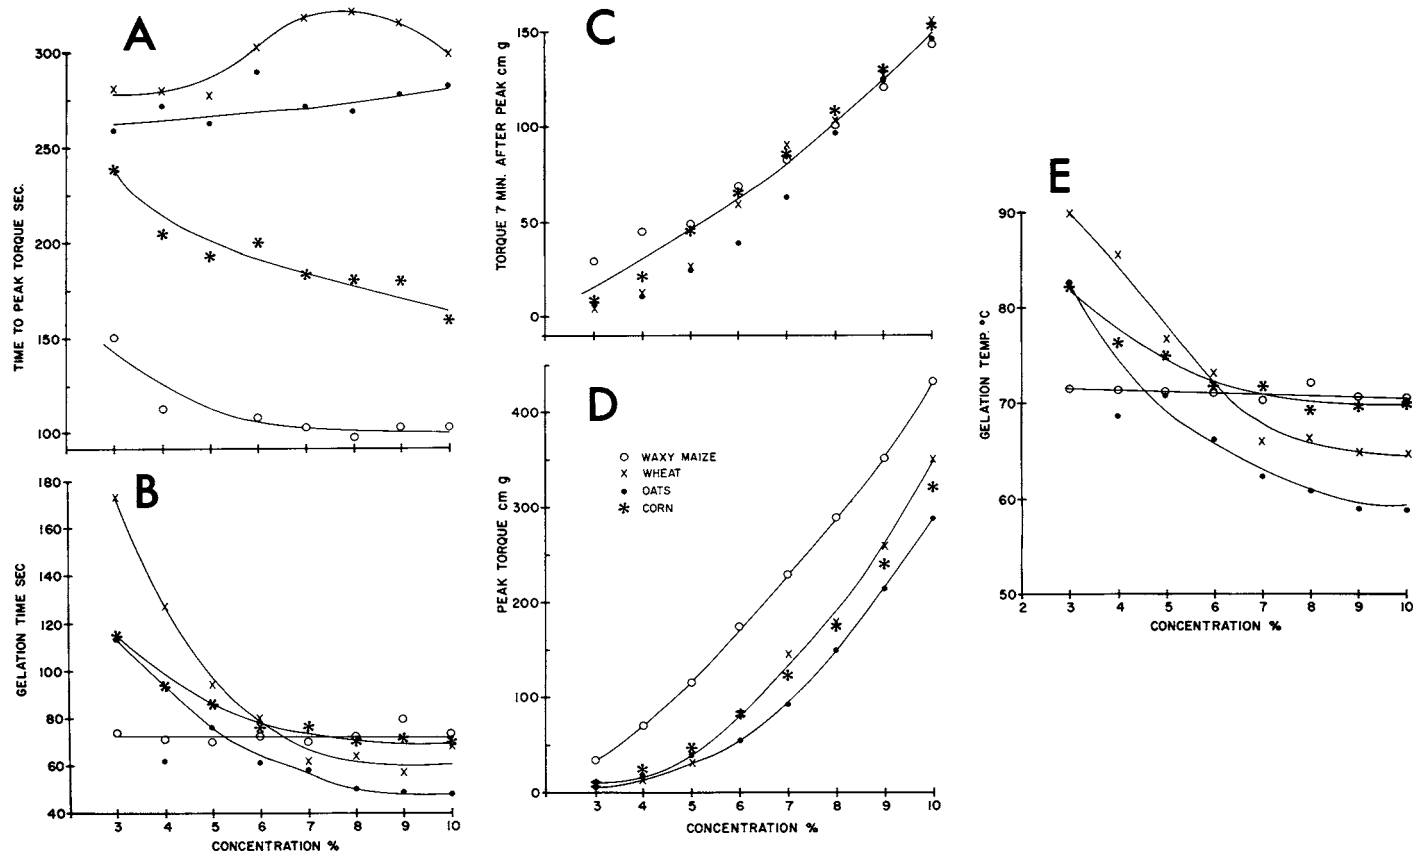 A
TIME TO PEAK TORQUE SEC.
300
250
200
150
100
B
GELATION TIME SEC
180
160
140
120
100
80
60
40
3 4 5 6 7 8 9 10
CONCENTRATION %
C
TORQUE 7 MIN. AFTER PEAK cm g
150
100
50
0
D
PEAK TORQUE cm g
400
300
200
100
0
WAXY MAIZE
WHEAT
OATS
CORN
3 4 5 6 7 8 9 10
CONCENTRATION %
E
GELATION TEMP. °C
90
80
70
60
50
2 3 4 5 6 7 8 9 10
CONCENTRATION %